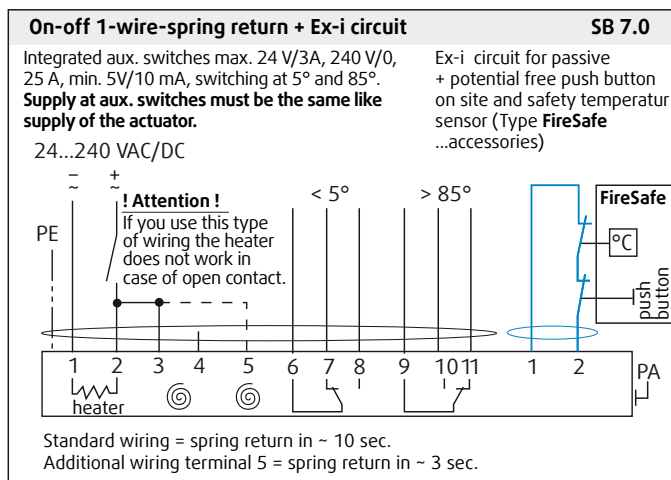 On-off 1-wire-spring return + Ex-i circuit SB 7.0
Integrated aux. switches max. 24 V/3A, 240 V/0,
25 A, min. 5V/10 mA, switching at 5° and 85°.
Supply at aux. switches must be the same like
supply of the actuator.
Ex-i circuit for passive
+ potential free push button
on site and safety temperatur
sensor (Type FireSafe
...accessories)
24...240 VAC/DC
− +
~ ~
! Attention !
If you use this type
of wiring the heater
does not work in
case of open contact.
PE
< 5°
> 85°
FireSafe
°C
push
button
1 2 3 4 5 6 7 8 9 10 11 1 2
PA
heater
Standard wiring = spring return in ~ 10 sec.
Additional wiring terminal 5 = spring return in ~ 3 sec.